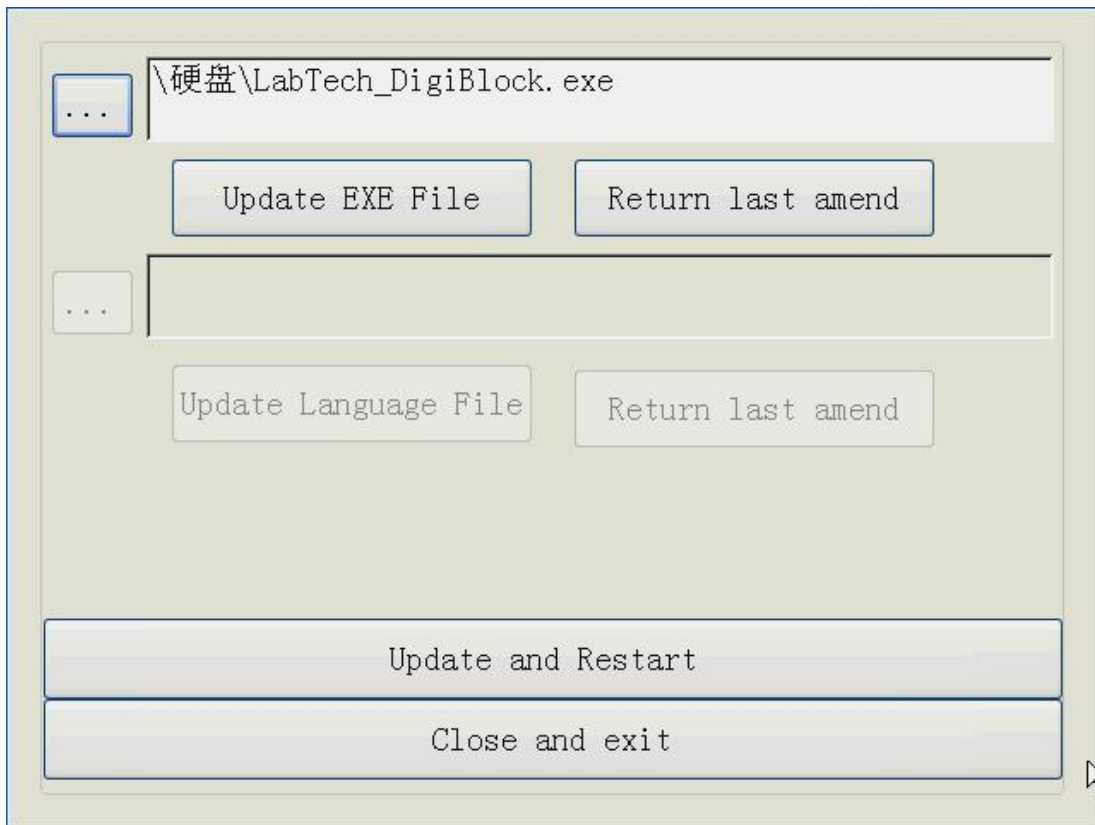 ...
\硬盘\LabTech_DigiBlock.exe
Update EXE File
Return last amend
...
Update Language File
Return last amend
Update and Restart
Close and exit